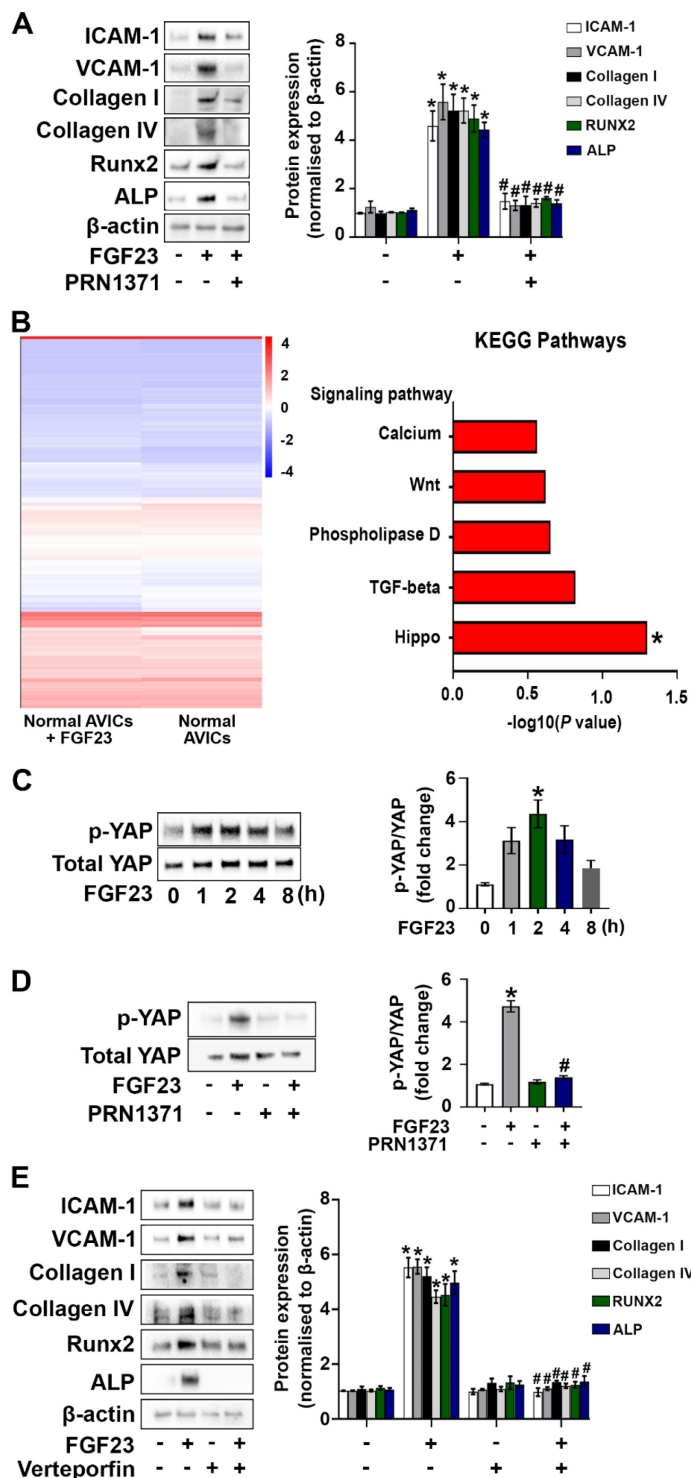 A
ICAM-1
VCAM-1
Collagen I
Collagen IV
Runx2
ALP
β-actin
FGF23 - + +
PRN1371 - - +
Protein expression
(normalised to β-actin)
8
6
4
2
0
* * * * * *
# # # # # #
- + +
- - +
ICAM-1
VCAM-1
Collagen I
Collagen IV
RUNX2
ALP
B
4
2
0
-2
-4
Normal AVICs
+ FGF23
Normal
AVICs
KEGG Pathways
Signaling pathway
Calcium
Wnt
Phospholipase D
TGF-beta
Hippo
*
0.0 0.5 1.0 1.5
-log10(P value)
C
p-YAP
Total YAP
FGF23 0 1 2 4 8 (h)
p-YAP/YAP
(fold change)
6
4
2
0
*
FGF23 0 1 2 4 8 (h)
D
p-YAP
Total YAP
FGF23 - + - +
PRN1371 - - + +
p-YAP/YAP
(fold change)
6
4
2
0
*
#
FGF23 - + - +
PRN1371 - - + +
E
ICAM-1
VCAM-1
Collagen I
Collagen IV
Runx2
ALP
β-actin
FGF23 - + - +
Verteporfin - - + +
Protein expression
(normalised to β-actin)
8
6
4
2
0
* * * * * *
# # # # # #
- + - +
- - + +
ICAM-1
VCAM-1
Collagen I
Collagen IV
RUNX2
ALP